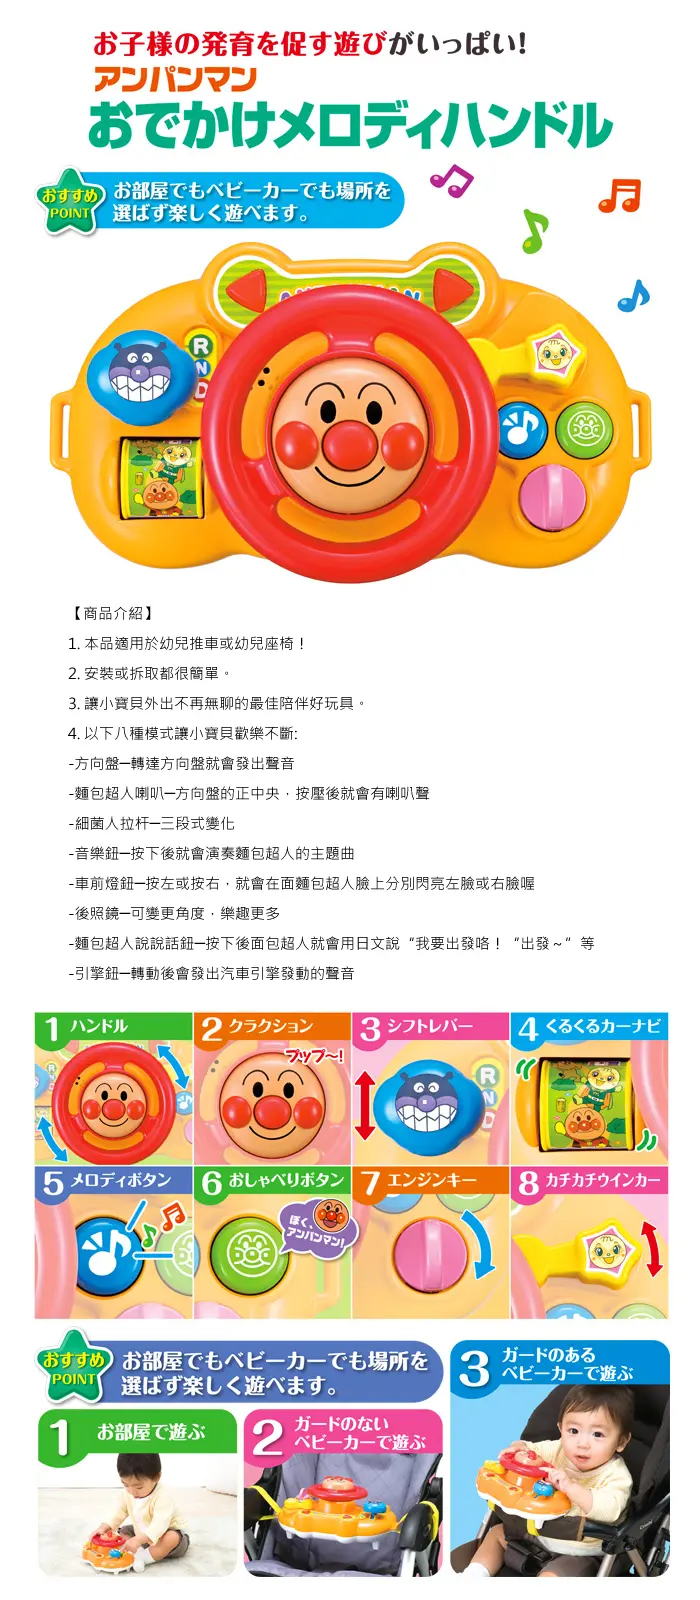 お子様の発育を促す遊びがいっぱい!
アンパンマン
おでかけメロディハンドル
おすすめ
POINT
お部屋でもベビーカーでも場所を
選ばず楽しく遊べます。
R
N
D
【商品介紹】
1. 本品適用於幼兒推車或幼兒座椅！
2. 安裝或拆取都很簡單。
3. 讓小寶貝外出不再無聊的最佳陪伴好玩具。
4. 以下八種模式讓小寶貝歡樂不斷:
-方向盤─轉達方向盤就會發出聲音
-麵包超人喇叭─方向盤的正中央，按壓後就會有喇叭聲
-細菌人拉杆─三段式變化
-音樂鈕─按下後就會演奏麵包超人的主題曲
-車前燈鈕─按左或按右，就會在面麵包超人臉上分別閃亮左臉或右臉喔
-後照鏡─可變更角度，樂趣更多
-麵包超人說說話鈕─按下後面包超人就會用日文說“我要出發咯！“出發～”等
-引擎鈕─轉動後會發出汽車引擎發動的聲音
1 ハンドル
2 クラクション
プップ〜!
3 シフトレバー
R
N
D
4 くるくるカーナビ
5 メロディボタン
6 おしゃべりボタン
ぼく、
アンパンマン!
7 エンジンキー
8 カチカチウインカー
おすすめ
POINT
お部屋でもベビーカーでも場所を
選ばず楽しく遊べます。
1 お部屋で遊ぶ
2 ガードのない
ベビーカーで遊ぶ
3 ガードのある
ベビーカーで遊ぶ